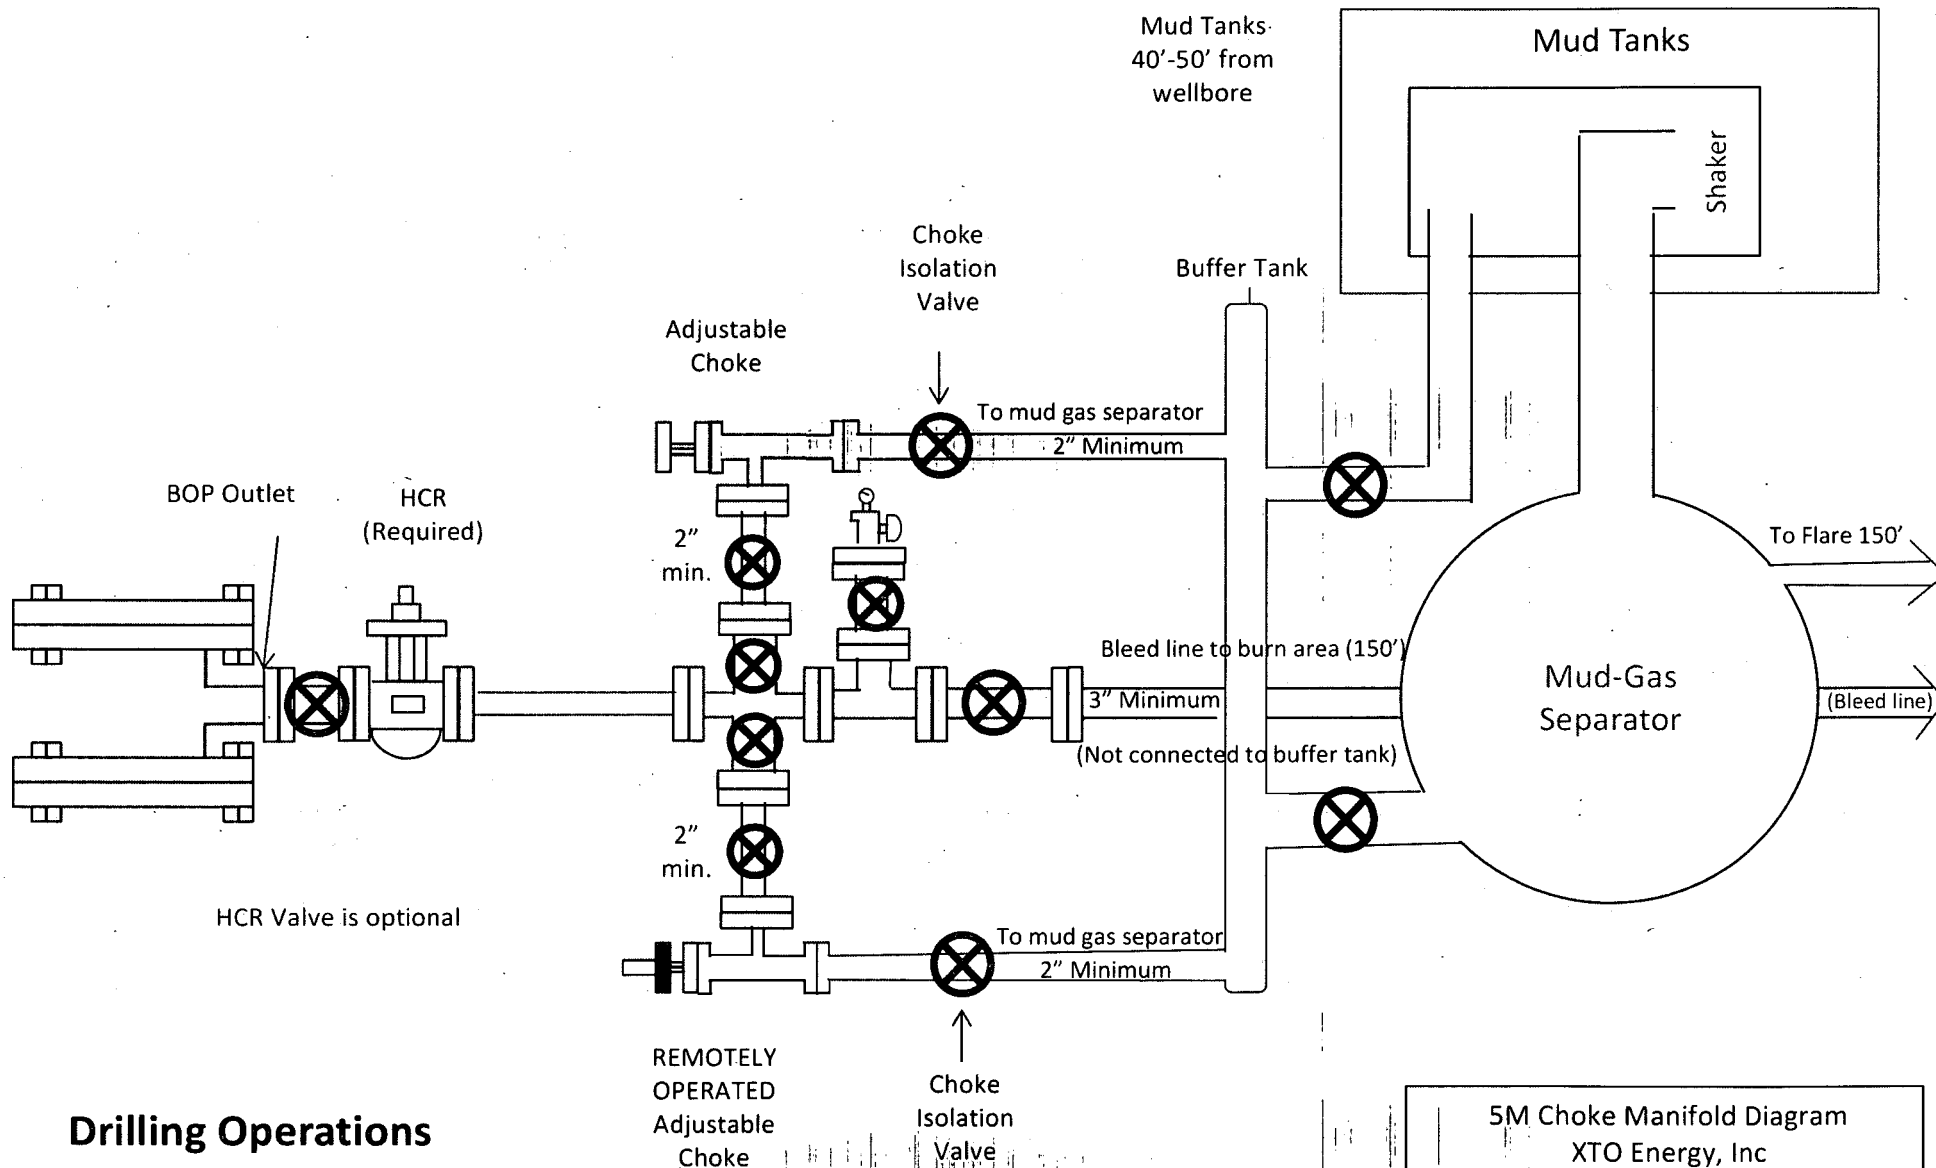 Mud Tanks
40'-50' from
wellbore
Mud Tanks
Shaker
Choke
Isolation
Valve
Buffer Tank
Adjustable
Choke
To mud gas separator
2" Minimum
BOP Outlet
HCR
(Required)
2"
min.
To Flare 150'
Bleed line to burn area (150')
3" Minimum
(Not connected to buffer tank)
Mud-Gas
Separator
(Bleed line)
2"
min.
HCR Valve is optional
To mud gas separator
2" Minimum
REMOTELY
OPERATED
Adjustable
Choke
Choke
Isolation
Valve
Drilling Operations
5M Choke Manifold Diagram
XTO Energy, Inc